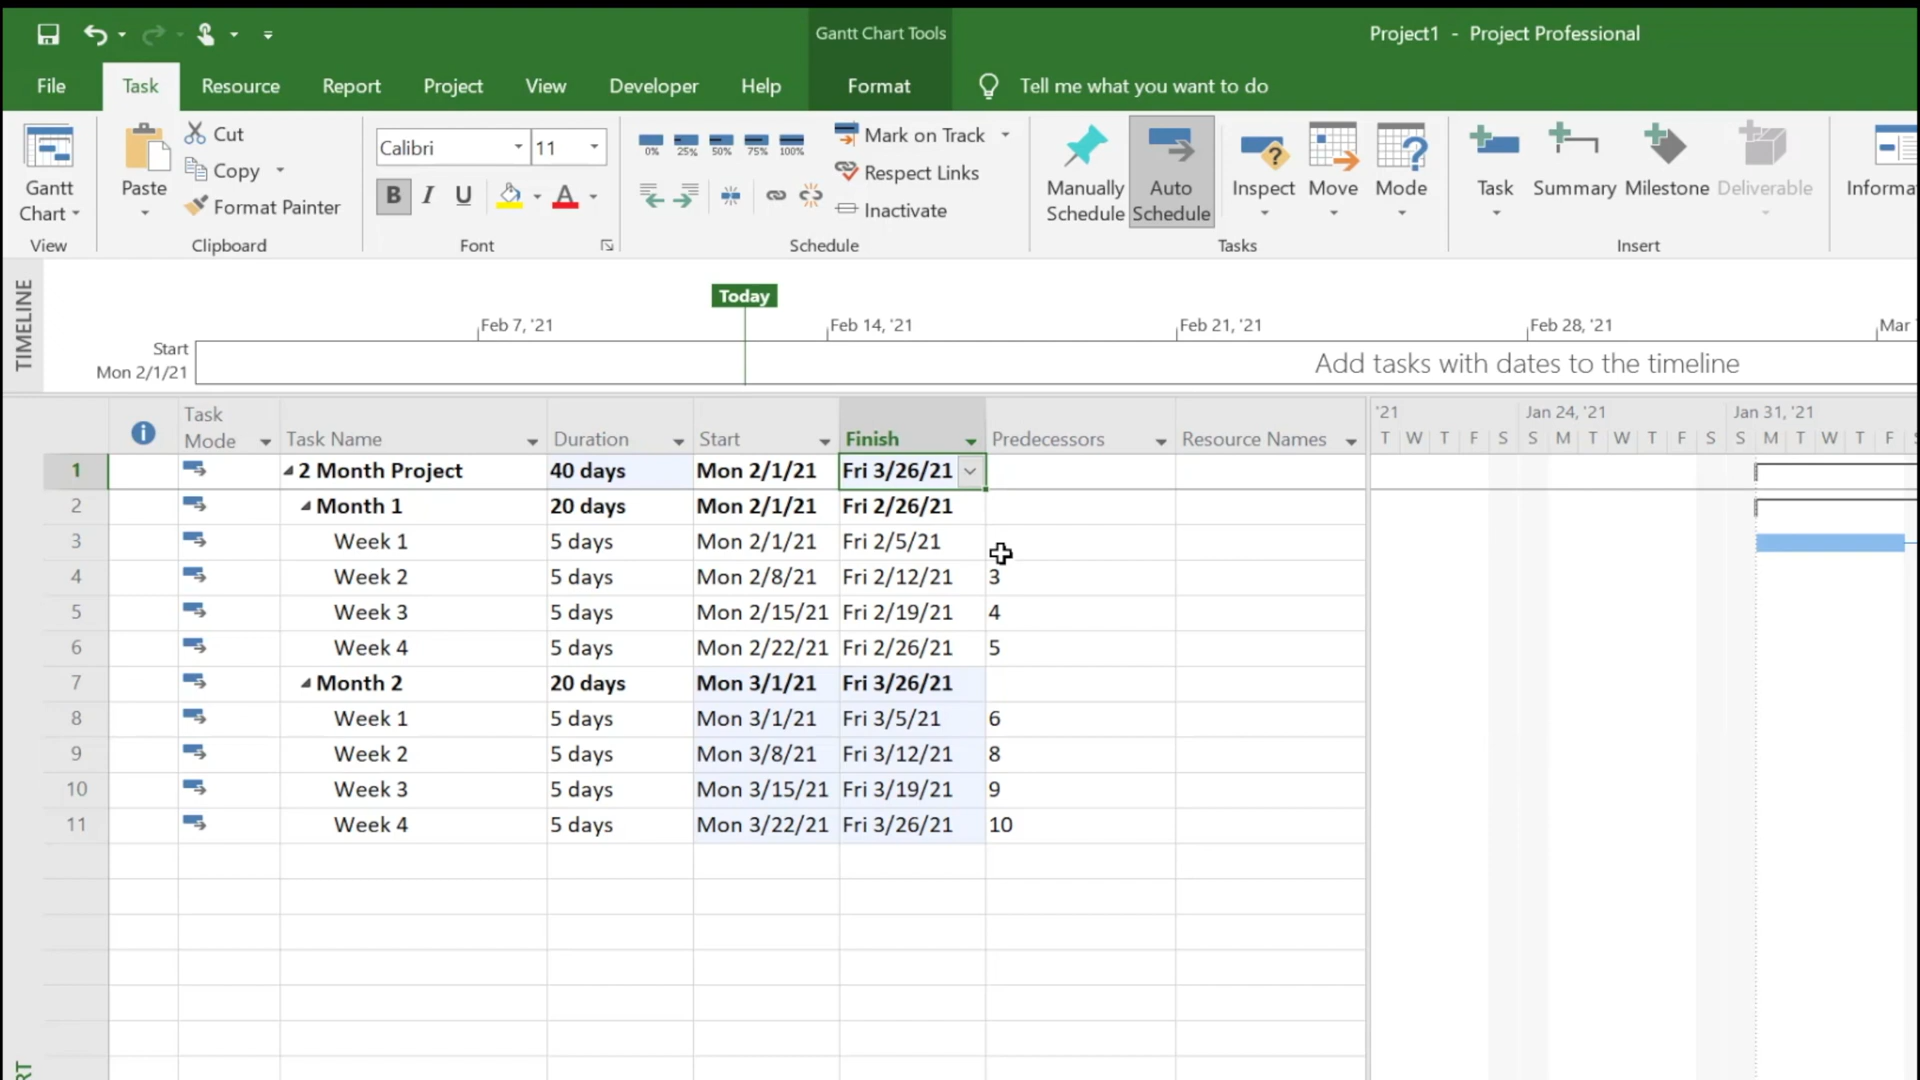 Gantt Chart Tools
Project1 - Project Professional
File Task Resource Report Project View Developer Help Format Tell me what you want to do
Gantt Chart
View
Paste
Cut
Copy
Format Painter
Clipboard
Calibri 11
B I U A
Font
0% 25% 50% 75% 100%
Mark on Track
Respect Links
Inactivate
Schedule
Manually Schedule
Auto Schedule
Inspect
Move
Mode
Tasks
Task
Summary
Milestone
Deliverable
Insert
Informa
TIMELINE
Today
Feb 7, '21 Feb 14, '21 Feb 21, '21 Feb 28, '21 Mar
Start
Mon 2/1/21
Add tasks with dates to the timeline
Task Mode Task Name Duration Start Finish Predecessors Resource Names
'21 Jan 24, '21 Jan 31, '21
T W T F S S M T W T F S S M T W T F S
1 2 Month Project 40 days Mon 2/1/21 Fri 3/26/21
2 Month 1 20 days Mon 2/1/21 Fri 2/26/21
3 Week 1 5 days Mon 2/1/21 Fri 2/5/21
4 Week 2 5 days Mon 2/8/21 Fri 2/12/21 3
5 Week 3 5 days Mon 2/15/21 Fri 2/19/21 4
6 Week 4 5 days Mon 2/22/21 Fri 2/26/21 5
7 Month 2 20 days Mon 3/1/21 Fri 3/26/21
8 Week 1 5 days Mon 3/1/21 Fri 3/5/21 6
9 Week 2 5 days Mon 3/8/21 Fri 3/12/21 8
10 Week 3 5 days Mon 3/15/21 Fri 3/19/21 9
11 Week 4 5 days Mon 3/22/21 Fri 3/26/21 10
RT